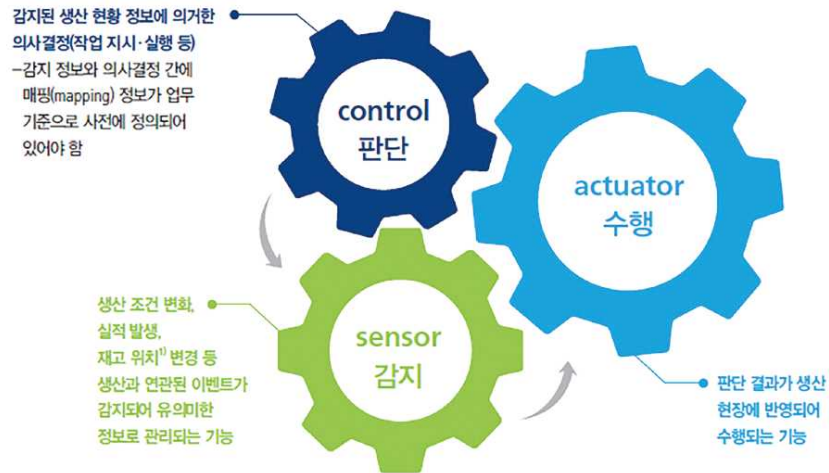 감지된 생산 현황 정보에 의거한
의사결정(작업 지시·실행 등)
–감지 정보와 의사결정 간에
매핑(mapping) 정보가 업무
기준으로 사전에 정의되어
있어야 함
control
판단
actuator
수행
sensor
감지
생산 조건 변화,
실적 발생,
재고 위치¹⁾ 변경 등
생산과 연관된 이벤트가
감지되어 유의미한
정보로 관리되는 기능
판단 결과가 생산
현장에 반영되어
수행되는 기능